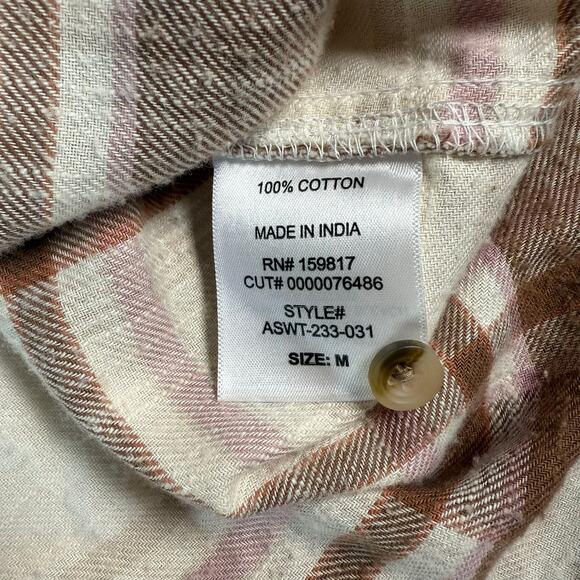 100% COTTON
MADE IN INDIA
RN# 159817
CUT# 0000076486
STYLE#
ASWT-233-031
SIZE: M